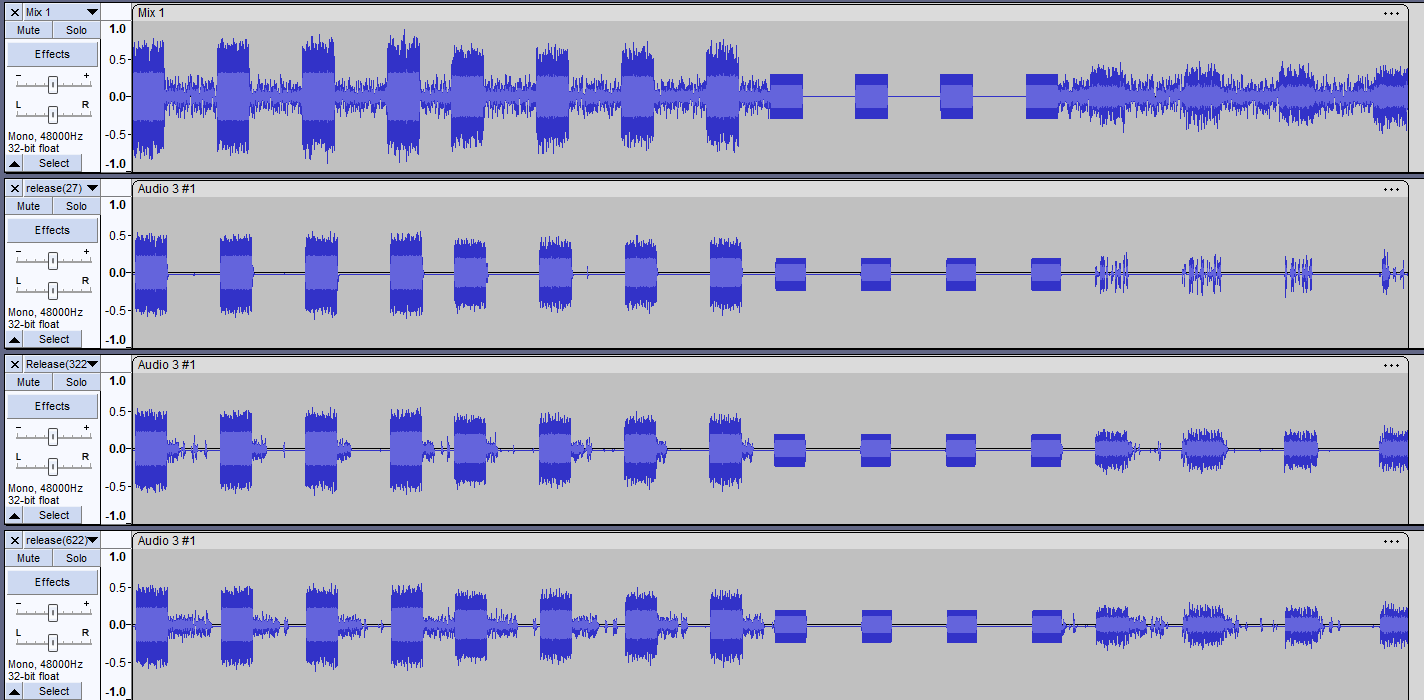 Mix 1
Mix 1
...
Mute Solo
1.0
Effects
0.5-
- +
0.0-
L R
Mono, 48000Hz
-0.5-
32-bit float
Select
-1.0
release(27)
Audio 3 #1
...
Mute Solo
1.0
Effects
0.5-
- +
0.0-
L R
Mono, 48000Hz
-0.5-
32-bit float
Select
-1.0
Release(322
Audio 3 #1
...
Mute Solo
1.0
Effects
0.5-
- +
0.0-
L R
Mono, 48000Hz
-0.5-
32-bit float
Select
-1.0
release(622)
Audio 3 #1
...
Mute Solo
1.0
Effects
0.5-
- +
0.0-
L R
Mono, 48000Hz
-0.5-
32-bit float
Select
-1.0